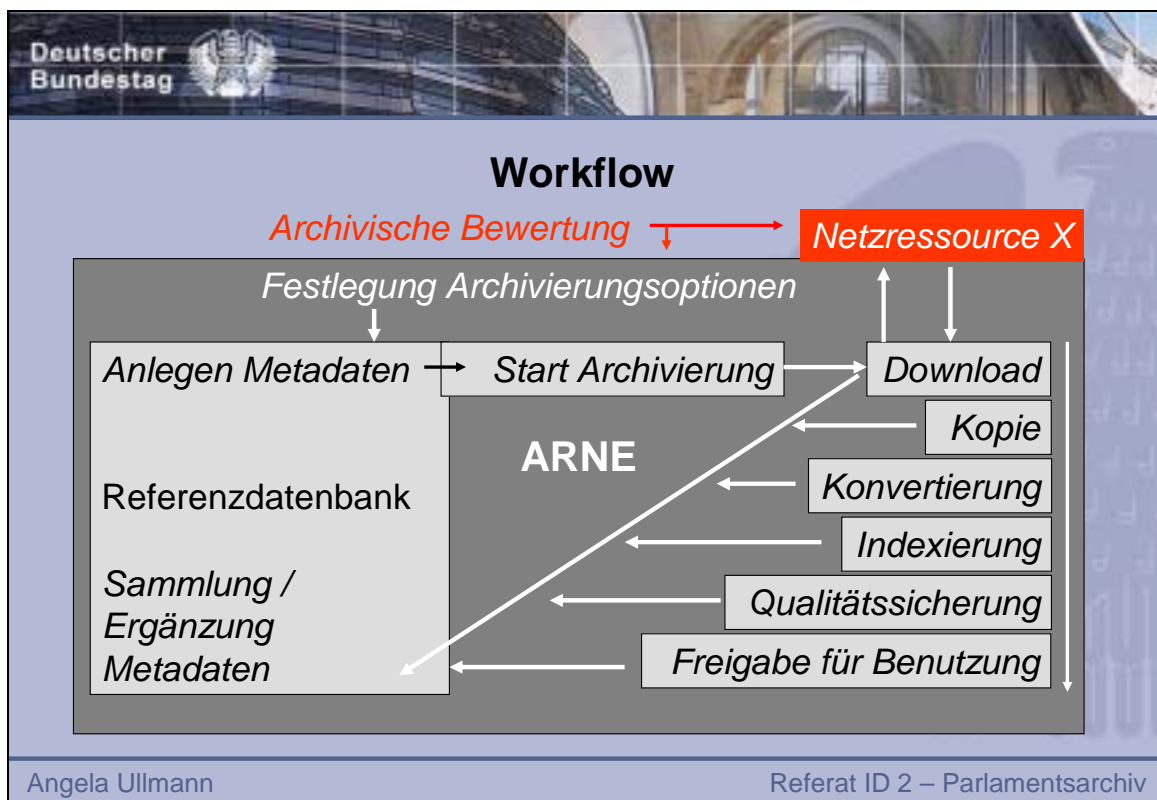 Deutscher
Bundestag
Workflow
Archivische Bewertung
Netzressource X
Festlegung Archivierungsoptionen
Anlegen Metadaten
Start Archivierung
Download
Kopie
ARNE
Konvertierung
Referenzdatenbank
Indexierung
Sammlung /
Ergänzung
Metadaten
Qualitätssicherung
Freigabe für Benutzung
Angela Ullmann
Referat ID 2 – Parlamentsarchiv